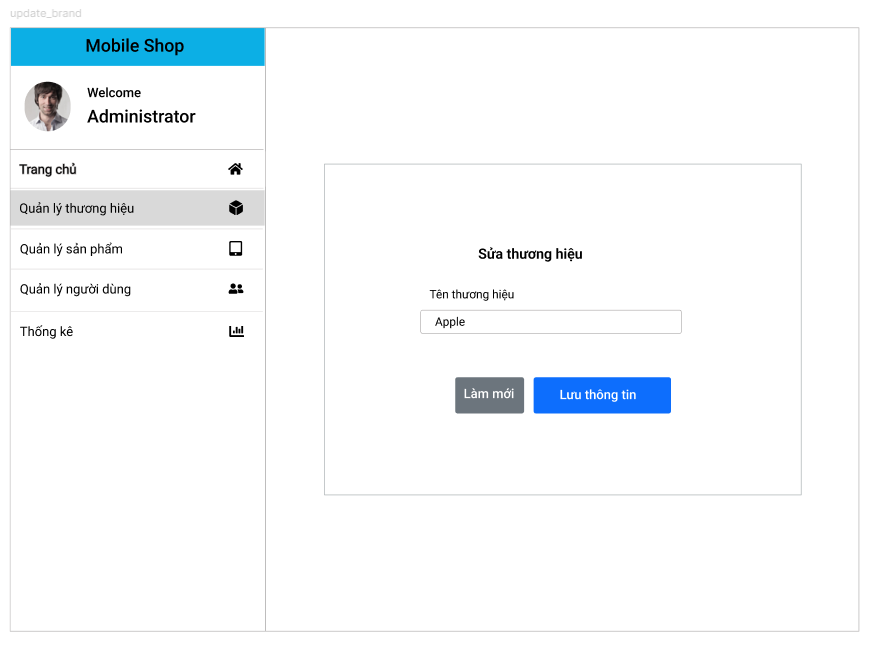 update_brand
Mobile Shop
Welcome
Administrator
Trang chủ
Quản lý thương hiệu
Quản lý sản phẩm
Quản lý người dùng
Thống kê
Sửa thương hiệu
Tên thương hiệu
Apple
Làm mới
Lưu thông tin